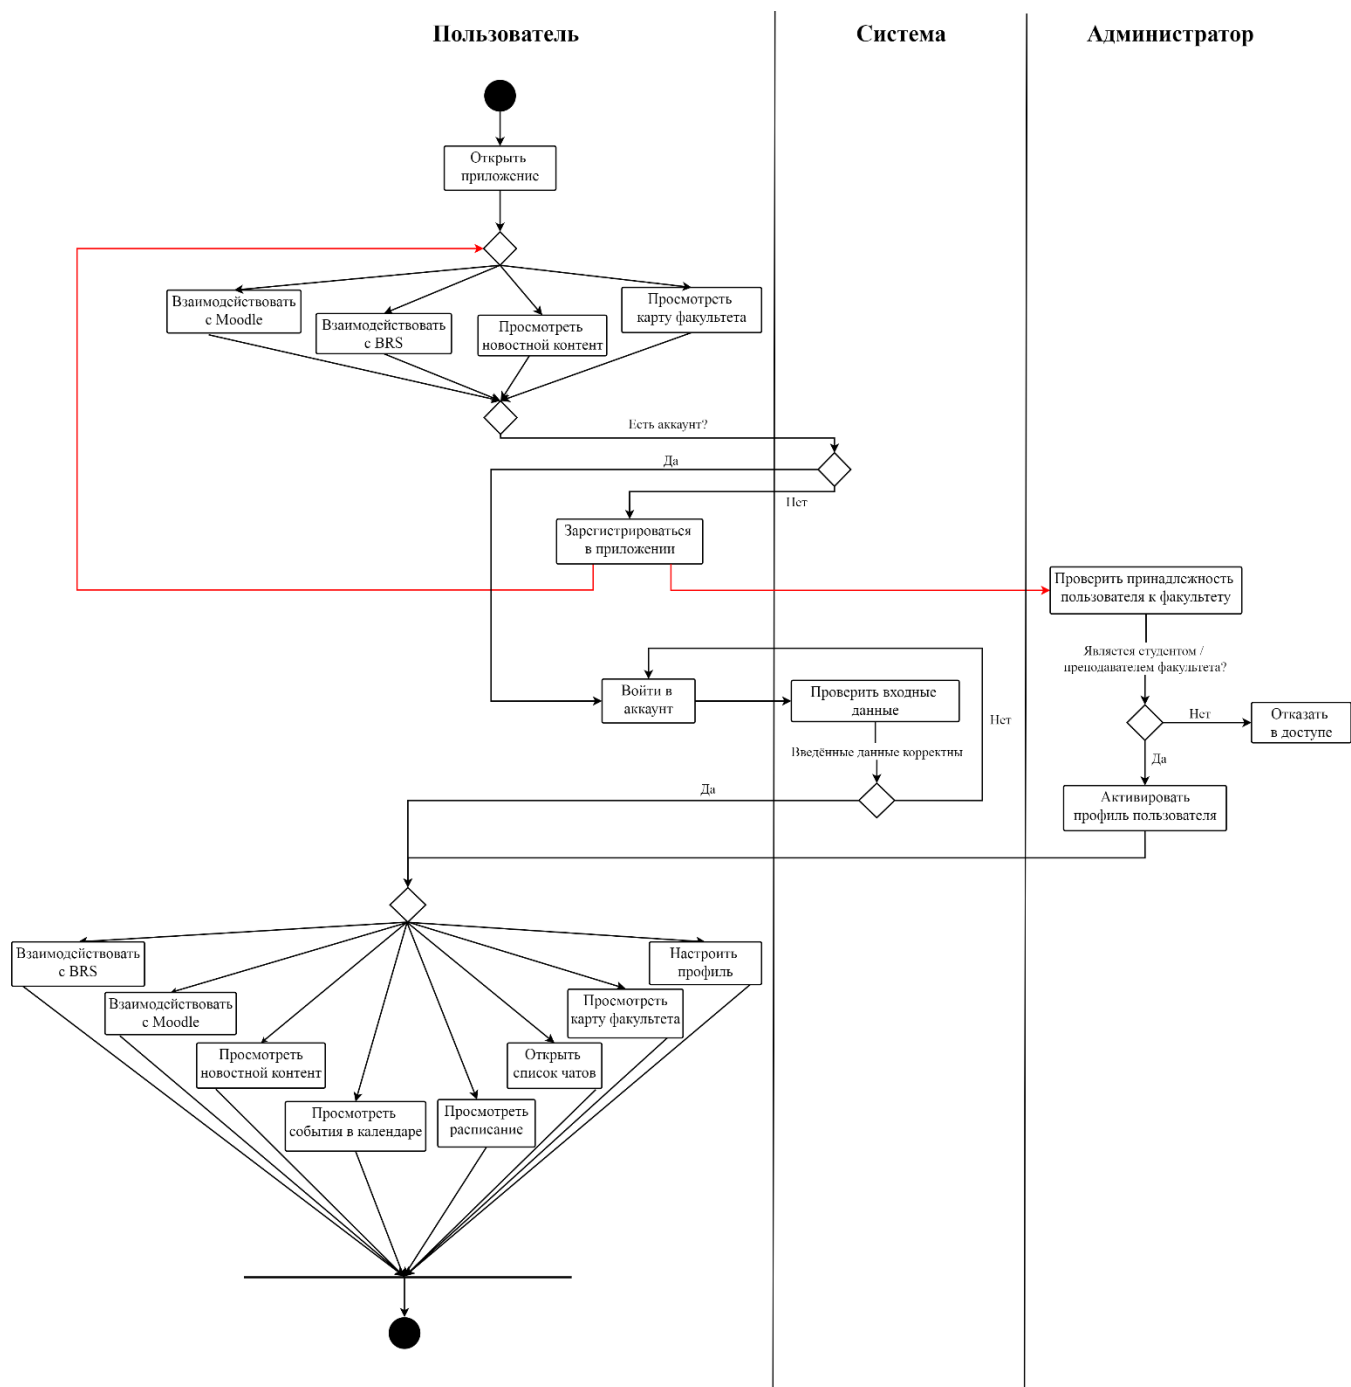 Пользователь
Система
Администратор
Открыть
приложение
Взаимодействовать
с Moodle
Взаимодействовать
с BRS
Просмотреть
новостной контент
Просмотреть
карту факультета
Есть аккаунт?
Да
Нет
Зарегистрироваться
в приложении
Проверить принадлежность
пользователя к факультету
Является студентом /
преподавателем факультета?
Войти в
аккаунт
Проверить входные
данные
Нет
Нет
Отказать
в доступе
Введённые данные корректны
Да
Да
Активировать
профиль пользователя
Взаимодействовать
с BRS
Взаимодействовать
с Moodle
Просмотреть
новостной контент
Просмотреть
события в календаре
Просмотреть
расписание
Открыть
список чатов
Просмотреть
карту факультета
Настроить
профиль